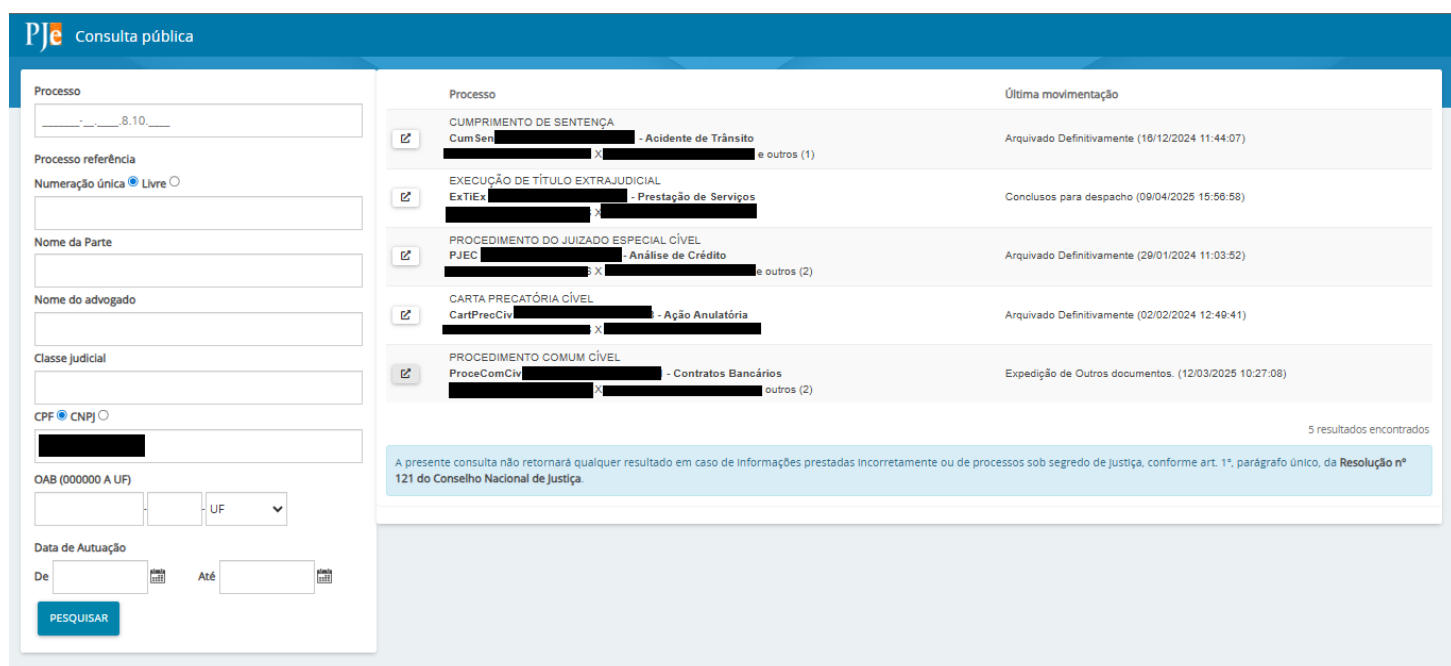 PJe Consulta pública
Processo
_______-__.____.8.10.____
Processo referência
Numeração única Livre
Nome da Parte
Nome do advogado
Classe judicial
CPF CNPJ
OAB (000000 A UF)
- - UF
Data de Autuação
De Até
PESQUISAR
Processo Última movimentação
CUMPRIMENTO DE SENTENÇA
CumSen - Acidente de Trânsito
X e outros (1)
Arquivado Definitivamente (16/12/2024 11:44:07)
EXECUÇÃO DE TÍTULO EXTRAJUDICIAL
ExTiEx - Prestação de Serviços
X
Conclusos para despacho (09/04/2025 15:56:58)
PROCEDIMENTO DO JUIZADO ESPECIAL CÍVEL
PJEC - Análise de Crédito
X e outros (2)
Arquivado Definitivamente (29/01/2024 11:03:52)
CARTA PRECATÓRIA CÍVEL
CartPrecCiv - Ação Anulatória
X
Arquivado Definitivamente (02/02/2024 12:49:41)
PROCEDIMENTO COMUM CÍVEL
ProceComCiv - Contratos Bancários
X outros (2)
Expedição de Outros documentos. (12/03/2025 10:27:08)
5 resultados encontrados
A presente consulta não retornará qualquer resultado em caso de informações prestadas incorretamente ou de processos sob segredo de justiça, conforme art. 1º, parágrafo único, da Resolução nº
121 do Conselho Nacional de Justiça.